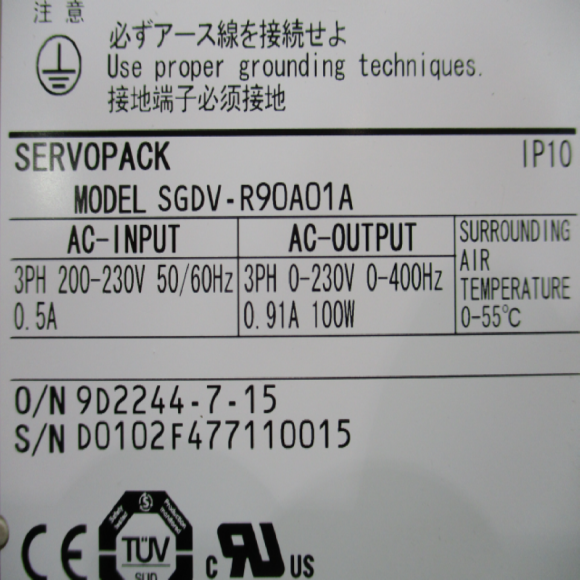 注意
必ずアース線を接続せよ
Use proper grounding techniques.
接地端子必须接地
SERVOPACK IP10
MODEL SGDV-R90A01A
AC-INPUT AC-OUTPUT SURROUNDING
AIR
TEMPERATURE
0-55℃
3PH 200-230V 50/60Hz 3PH 0-230V 0-400Hz
0.5A 0.91A 100W
O/N 9D2244-7-15
S/N D0102F477110015
CE
TÜV
SÜD
c RU US